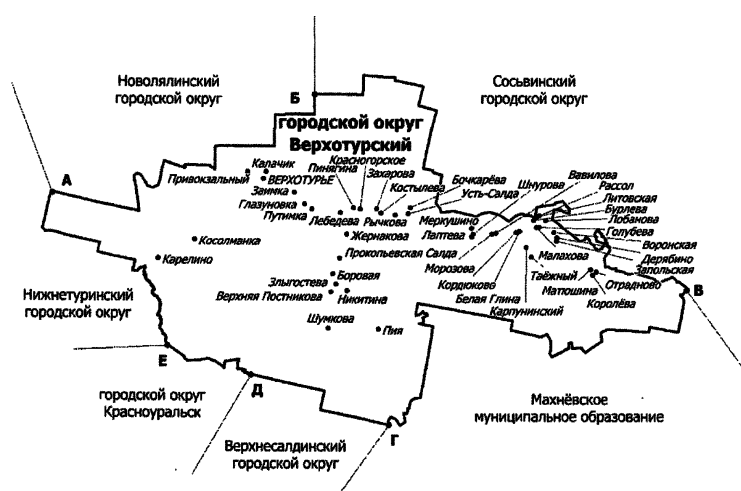 Новолялинский
городской округ
Сосьвинский
городской округ
Б
городской округ
Верхотурский
А
Калачик
Привокзальный
ВЕРХОТУРЬЕ
Заимка
Глазуновка
Путимка
Пинягина
Красногорское
Захарова
Костылева
Лебедева
Рычкова
Бочкарёва
Усть-Салда
Меркушино
Лаптева
Шнурова
Вавилова
Рассол
Литовская
Бурлева
Лобанова
Голубева
Воронская
Дерябино
Запольская
Жернакова
Косолманка
Карелино
Прокопьевская Салда
Морозова
Кордюково
Белая Глина
Карпунинский
Малахова
Таёжный
Матюшина
Отрадново
Королёва
В
Злыгостева
Боровая
Верхняя Постникова
Никитина
Шумкова
Пия
Нижнетуринский
городской округ
Е
городской округ
Красноуральск
Д
Верхнесалдинский
городской округ
Г
Махнёвское
муниципальное образование